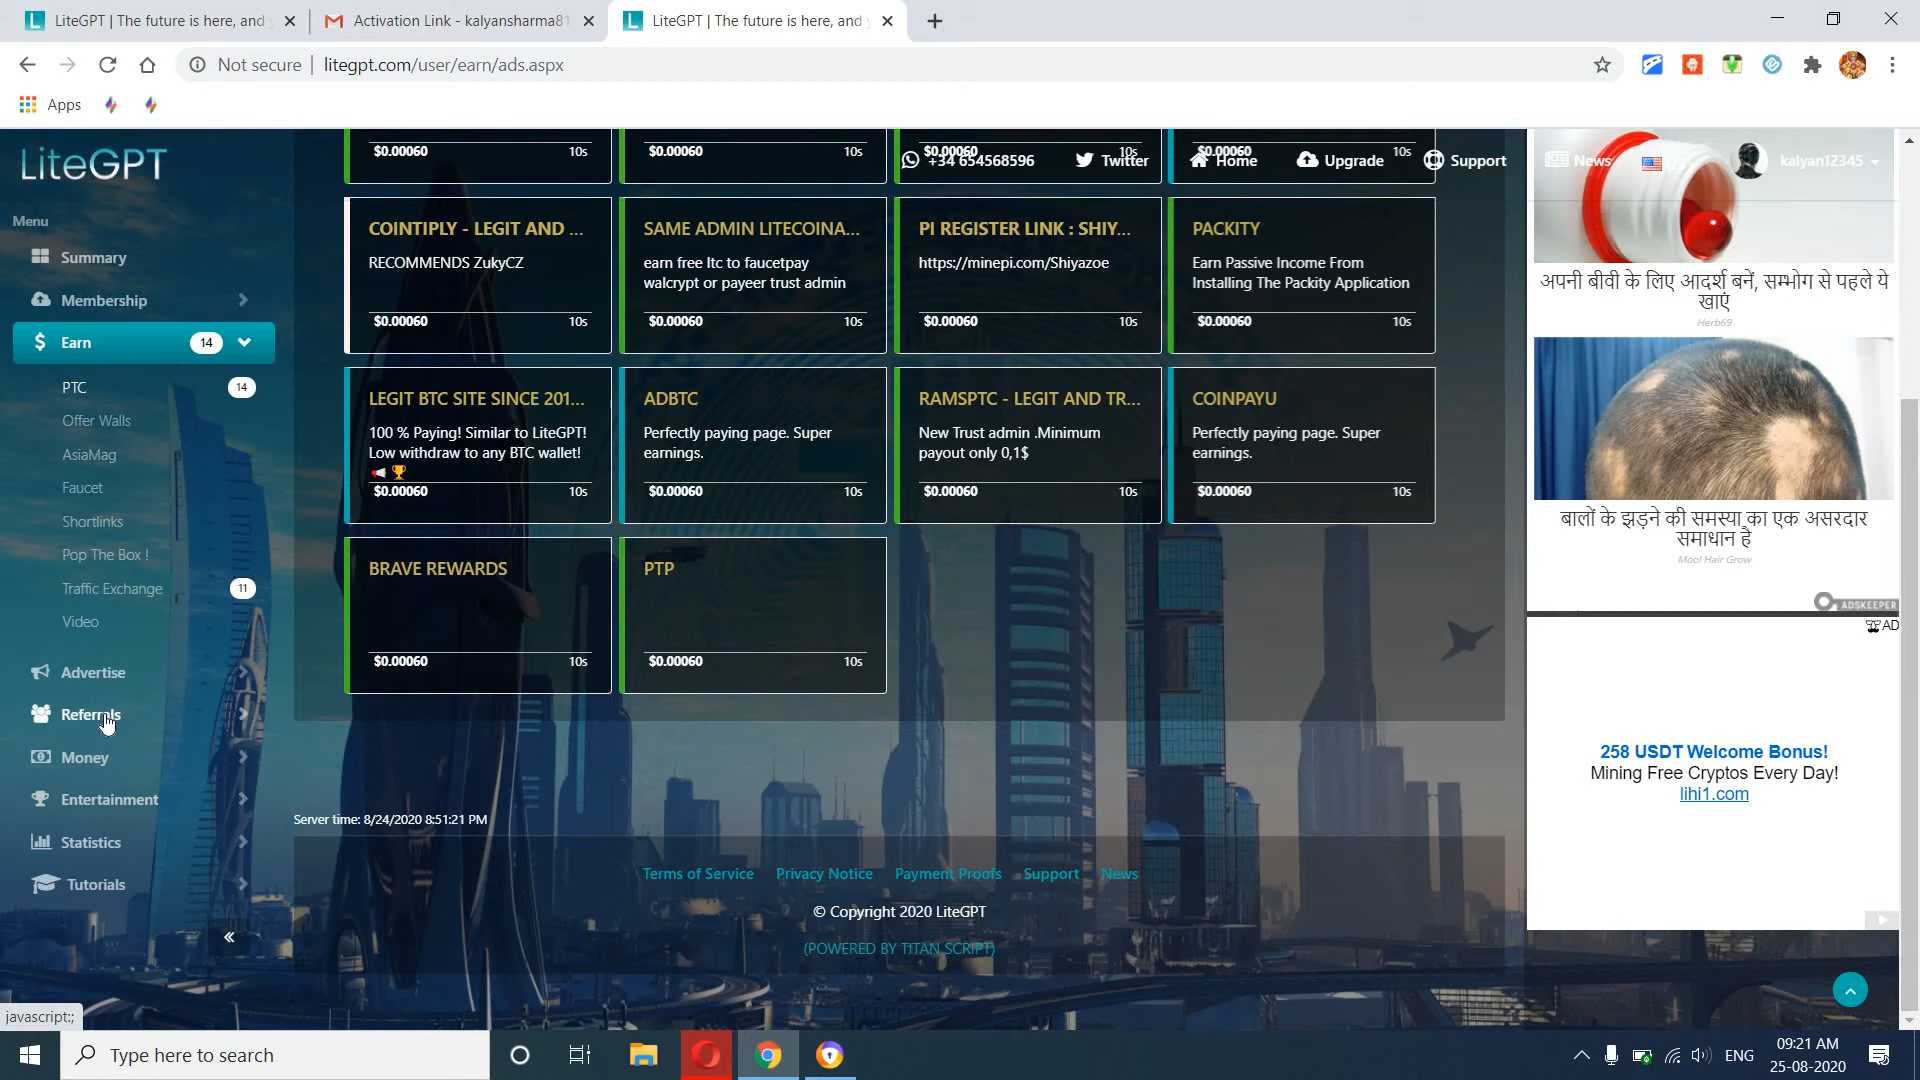 LiteGPT | The future is here, and
Activation Link - kalyansharma81
LiteGPT | The future is here, and
Not secure
litegpt.com/user/earn/ads.aspx
Apps
LiteGPT
Menu
Summary
Membership
Earn 14
PTC 14
Offer Walls
AsiaMag
Faucet
Shortlinks
Pop The Box !
Traffic Exchange 11
Video
Advertise
Referrals
Money
Entertainment
Statistics
Tutorials
«
javascript:;
+34 654568596
Twitter
Home
Upgrade
Support
News
kalyan12345
$0.00060 10s
$0.00060 10s
$0.00060 10s
$0.00060 10s
COINTIPLY - LEGIT AND ...
RECOMMENDS ZukyCZ
$0.00060 10s
SAME ADMIN LITECOINA...
earn free ltc to faucetpay
walcrypt or payeer trust admin
$0.00060 10s
PI REGISTER LINK : SHIY...
https://minepi.com/Shiyazoe
$0.00060 10s
PACKITY
Earn Passive Income From
Installing The Packity Application
$0.00060 10s
LEGIT BTC SITE SINCE 201...
100 % Paying! Similar to LiteGPT!
Low withdraw to any BTC wallet!
$0.00060 10s
ADBTC
Perfectly paying page. Super
earnings.
$0.00060 10s
RAMSPTC - LEGIT AND TR...
New Trust admin .Minimum
payout only 0,1$
$0.00060 10s
COINPAYU
Perfectly paying page. Super
earnings.
$0.00060 10s
BRAVE REWARDS
$0.00060 10s
PTP
$0.00060 10s
Server time: 8/24/2020 8:51:21 PM
Terms of Service Privacy Notice Payment Proofs Support News
© Copyright 2020 LiteGPT
(POWERED BY TITAN SCRIPT)
अपनी बीवी के लिए आदर्श बनें, सम्भोग से पहले ये
खाएं
Herb69
बालों के झड़ने की समस्या का एक असरदार
समाधान है
Mool Hair Grow
ADSKEEPER
AD
258 USDT Welcome Bonus!
Mining Free Cryptos Every Day!
lihi1.com
Type here to search
ENG
09:21 AM
25-08-2020